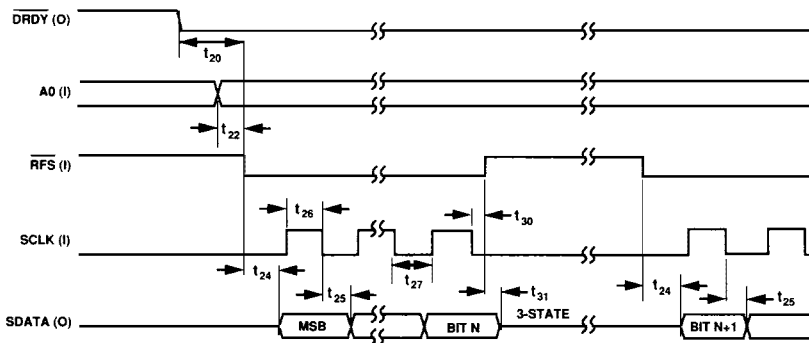 DRDY (O)
t20
A0 (I)
t22
RFS (I)
t26
t30
SCLK (I)
t24
t25
t27
t31
t24
t25
3-STATE
SDATA (O)
MSB
BIT N
BIT N+1